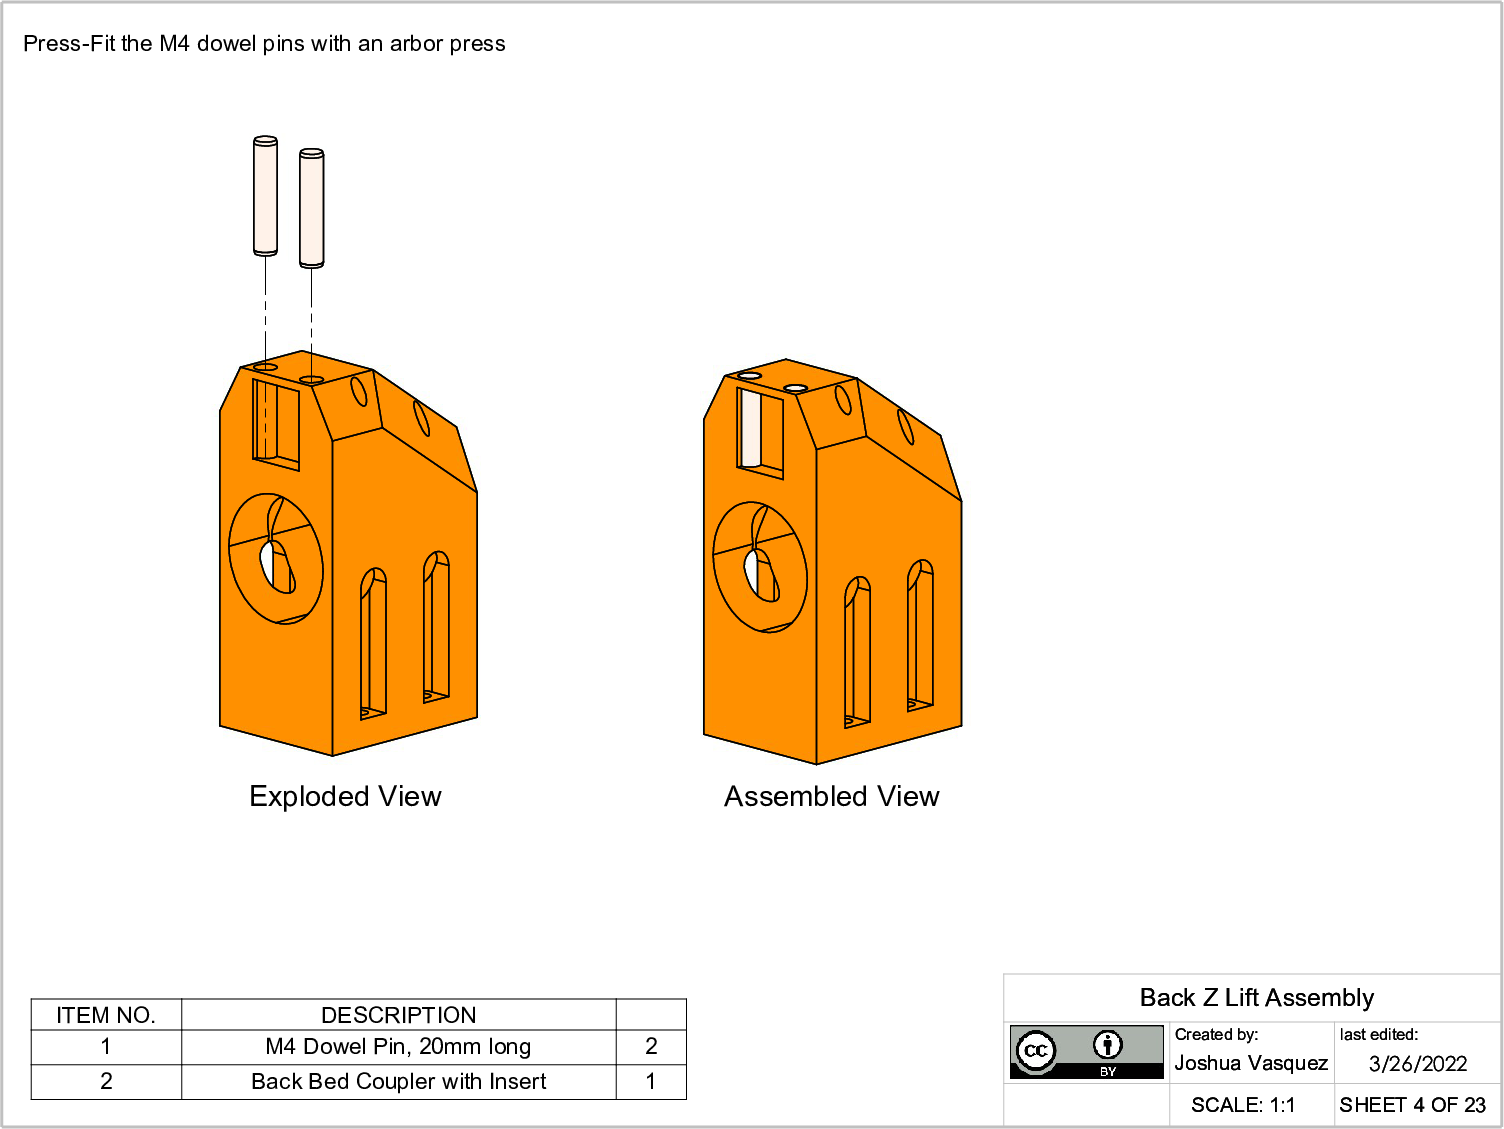 Press-Fit the M4 dowel pins with an arbor press
Exploded View
Assembled View
ITEM NO. DESCRIPTION
1 M4 Dowel Pin, 20mm long 2
2 Back Bed Coupler with Insert 1
Back Z Lift Assembly
cc BY
Created by:
Joshua Vasquez
last edited:
3/26/2022
SCALE: 1:1
SHEET 4 OF 23